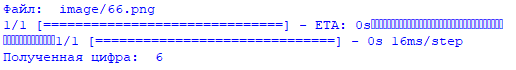 Файл:  image/66.png
1/1 [==============================] - ETA: 0s
1/1 [==============================] - 0s 16ms/step
Полученная цифра:  6